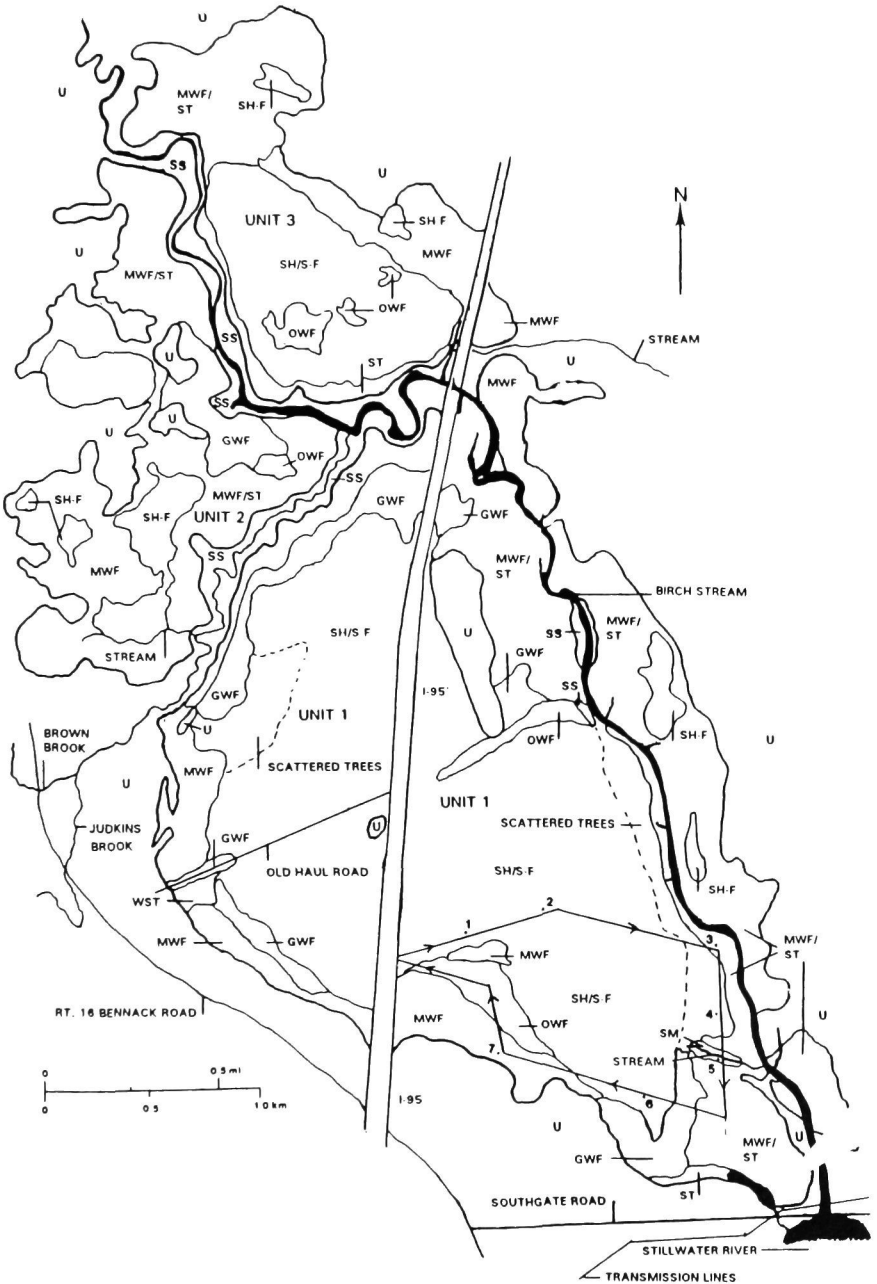 U
U
MWF/
ST
SH-F
SS
U
N
UNIT 3
SH-F
U
SH/S-F
MWF
MWF/ST
OWF
OWF
MWF
SS
STREAM
U
ST
U
MWF
SS
U
U
GWF
OWF
SS
SH-F
MWF/ST
GWF
SH-F
UNIT 2
GWF
SS
MWF/
ST
MWF
BIRCH STREAM
MWF/
ST
SH/S-F
U
SS
STREAM
GWF
GWF
I-95
SS
UNIT 1
U
OWF
SH-F
BROWN
BROOK
U
MWF
SCATTERED TREES
U
UNIT 1
SCATTERED TREES
JUDKINS
BROOK
GWF
U
OLD HAUL ROAD
SH/S-F
SH-F
WST
2
1
3
MWF
GWF
MWF
MWF/
ST
RT. 16 BENNACK ROAD
SH/S-F
MWF
4
U
OWF
SM
STREAM
7
5
0 0.5 mi
0 0.5 1.0 km
I-95
6
U
U
GWF
MWF/
ST
ST
SOUTHGATE ROAD
STILLWATER RIVER
TRANSMISSION LINES